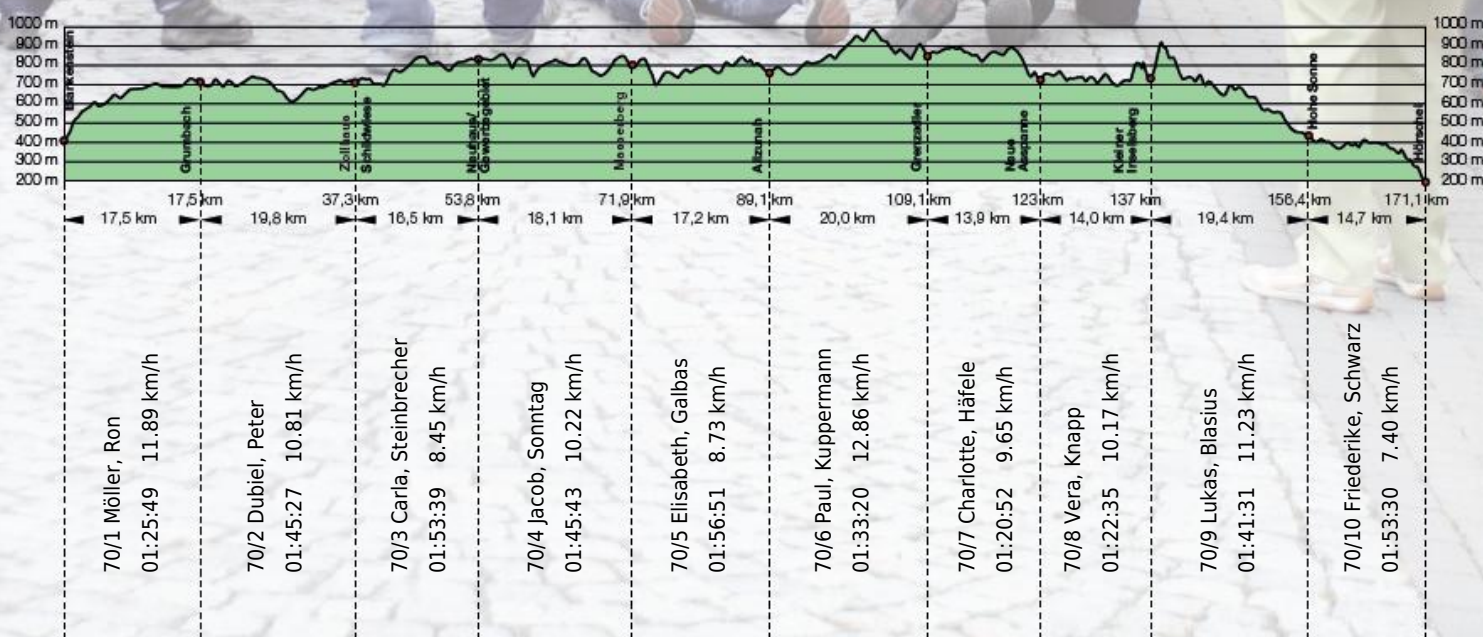 1000 m
900 m
800 m
700 m
600 m
500 m
400 m
300 m
200 m
1000 m
900 m
800 m
700 m
600 m
500 m
400 m
300 m
200 m
Blankenstein
Grumbach
Zollhaus
Schildwiese
Neuhaus/
Masserberg
Allzunah
Grenzadler
Neue
Ausspanne
Kleiner
Inselsberg
Hohe Sonne
Hörschel
17,5 km
37,3 km
53,8 km
71,9 km
89,1 km
109,1 km
123 km
137 km
156,4 km
171,1 km
17,5 km
19,8 km
16,5 km
18,1 km
17,2 km
20,0 km
13,9 km
14,0 km
19,4 km
14,7 km
70/1 Möller, Ron
01:25:49 11.89 km/h
70/2 Dubiel, Peter
01:45:27 10.81 km/h
70/3 Carla, Steinbrecher
01:53:39 8.45 km/h
70/4 Jacob, Sonntag
01:45:43 10.22 km/h
70/5 Elisabeth, Galbas
01:56:51 8.73 km/h
70/6 Paul, Kuppermann
01:33:20 12.86 km/h
70/7 Charlotte, Häfele
01:20:52 9.65 km/h
70/8 Vera, Knapp
01:22:35 10.17 km/h
70/9 Lukas, Blasius
01:41:31 11.23 km/h
70/10 Friederike, Schwarz
01:53:30 7.40 km/h